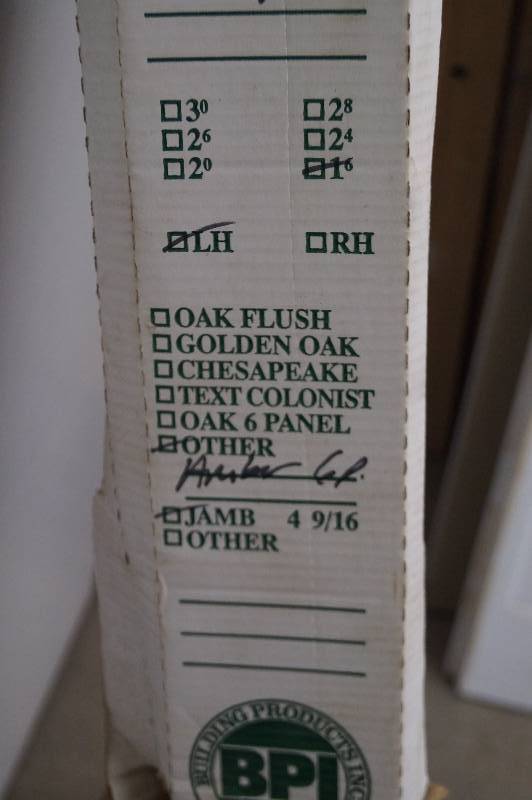 ☐3⁰ ☐2⁸
☐2⁶ ☐2⁴
☐2⁰ ☑1⁶
☑LH ☐RH
☐OAK FLUSH
☐GOLDEN OAK
☐CHESAPEAKE
☐TEXT COLONIST
☐OAK 6 PANEL
☑OTHER
☑JAMB 4 9/16
☐OTHER
BUILDING PRODUCTS INC
BPI